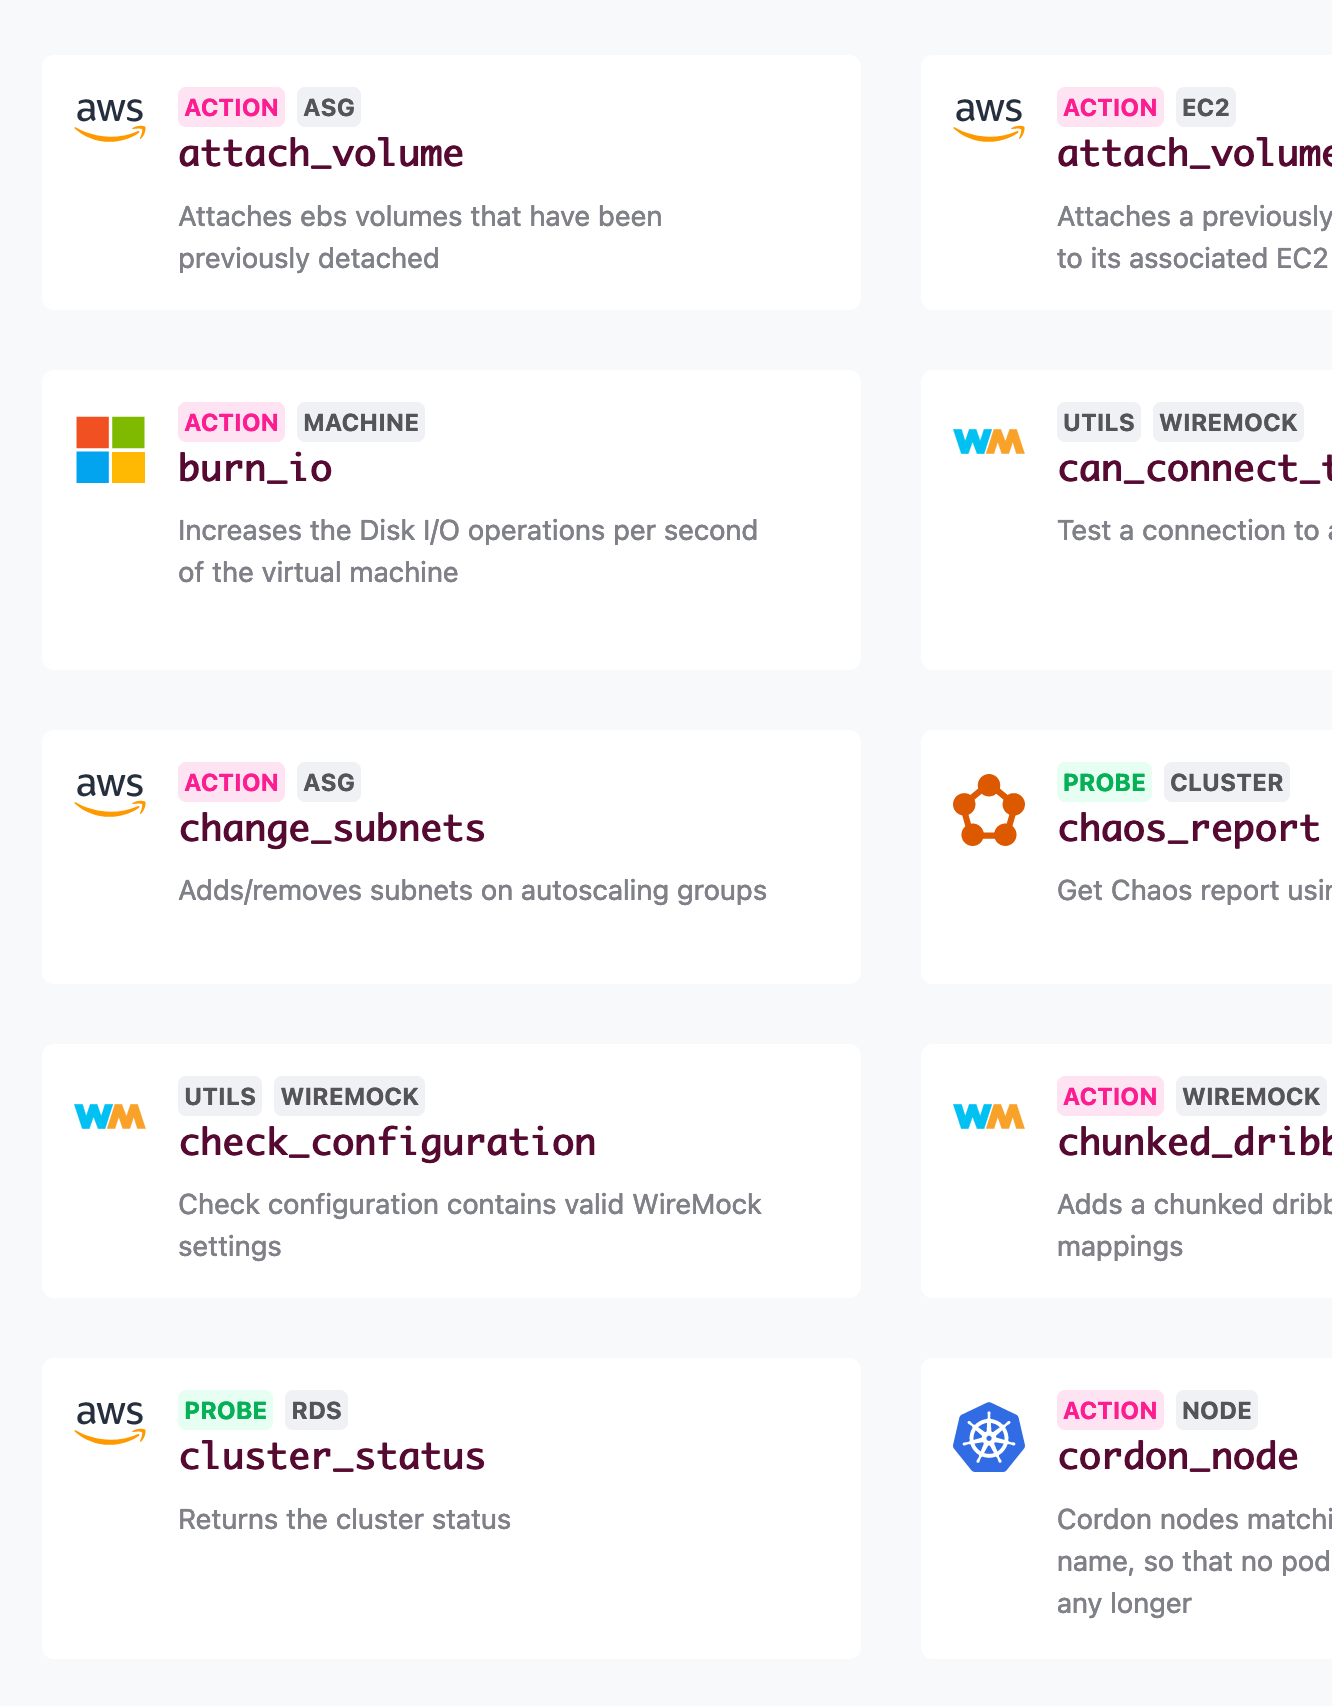 aws
ACTION ASG
attach_volume
Attaches ebs volumes that have been
previously detached
aws
ACTION EC2
attach_volume
Attaches a previously
to its associated EC2
ACTION MACHINE
burn_io
Increases the Disk I/O operations per second
of the virtual machine
WM
UTILS WIREMOCK
can_connect_t
Test a connection to a
aws
ACTION ASG
change_subnets
Adds/removes subnets on autoscaling groups
PROBE CLUSTER
chaos_report
Get Chaos report usin
WM
UTILS WIREMOCK
check_configuration
Check configuration contains valid WireMock
settings
WM
ACTION WIREMOCK
chunked_dribb
Adds a chunked dribb
mappings
aws
PROBE RDS
cluster_status
Returns the cluster status
ACTION NODE
cordon_node
Cordon nodes matchi
name, so that no pod
any longer